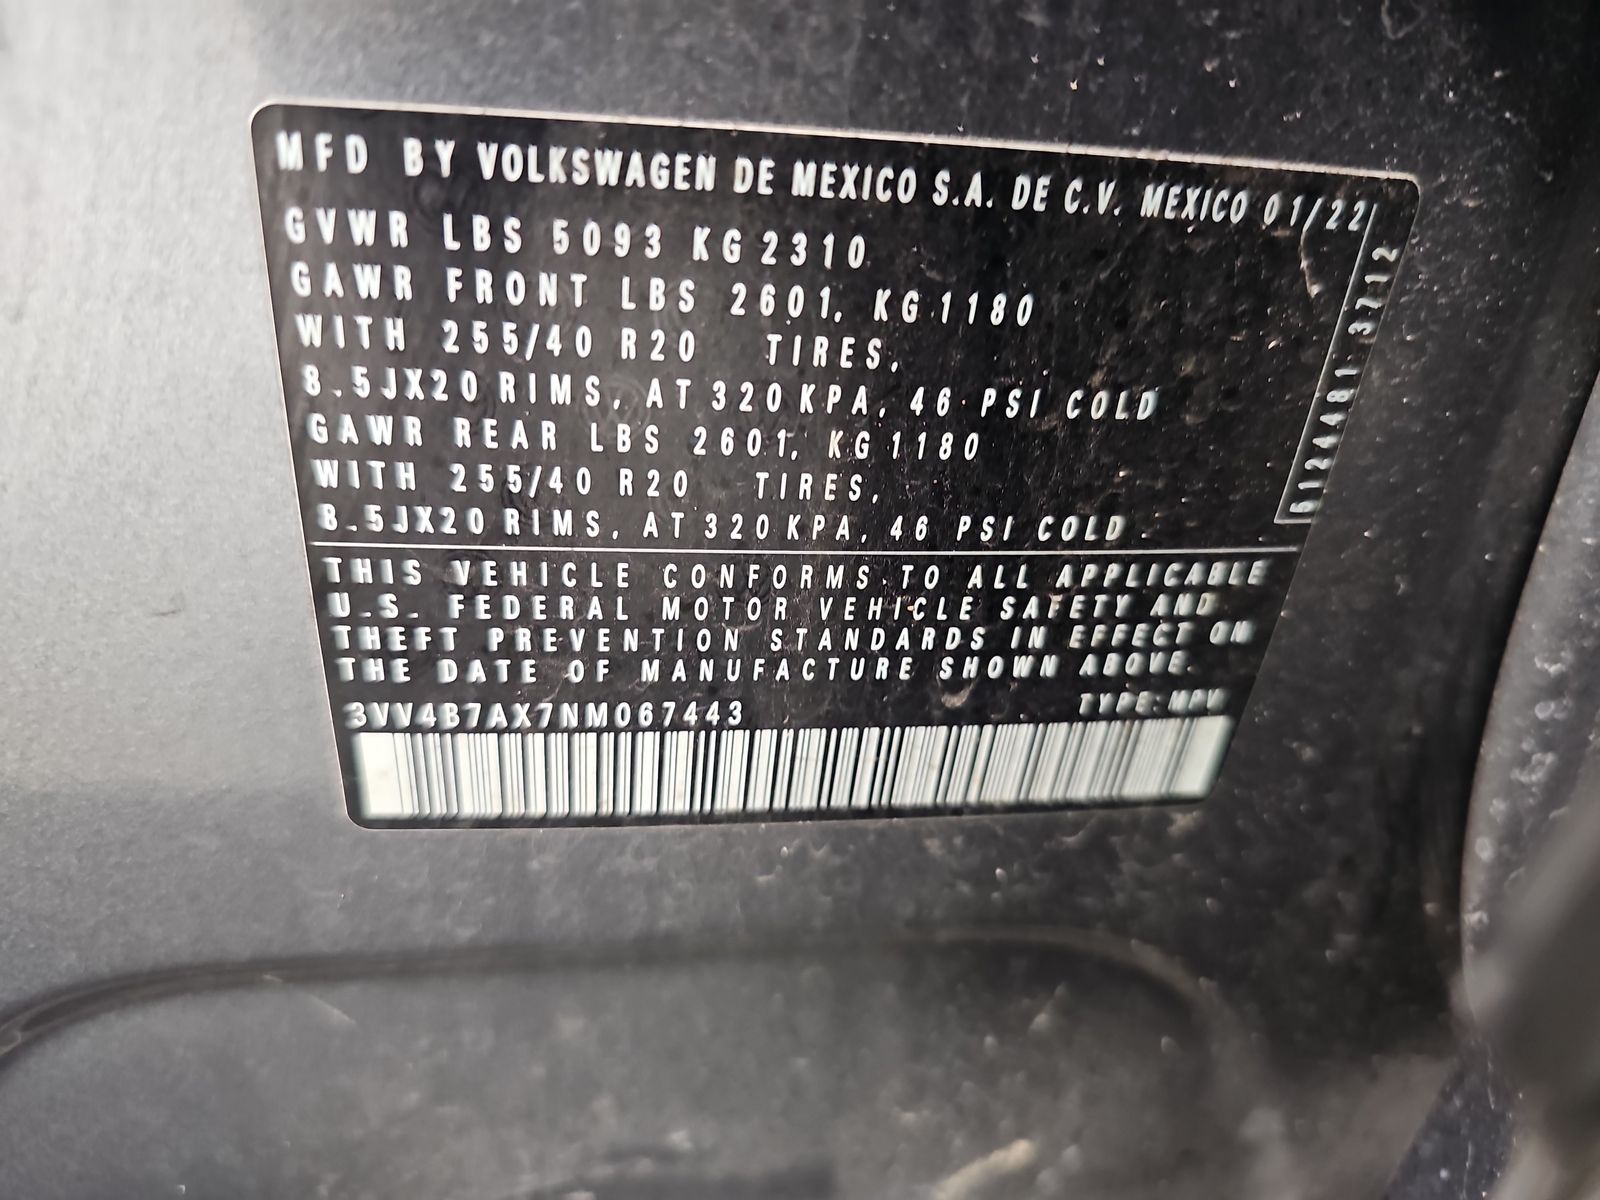 MFD BY VOLKSWAGEN DE MEXICO S.A. DE C.V. MEXICO 01/22
GVWR LBS 5093 KG 2310
GAWR FRONT LBS 2601, KG 1180
WITH 255/40 R20 TIRES,
8.5JX20 RIMS, AT 320 KPA, 46 PSI COLD
GAWR REAR LBS 2601, KG 1180
WITH 255/40 R20 TIRES,
8.5JX20 RIMS, AT 320 KPA, 46 PSI COLD
THIS VEHICLE CONFORMS TO ALL APPLICABLE
U.S. FEDERAL MOTOR VEHICLE SAFETY AND
THEFT PREVENTION STANDARDS IN EFFECT ON
THE DATE OF MANUFACTURE SHOWN ABOVE.
3VV4B7AX7NM067443 TYPE: MPV